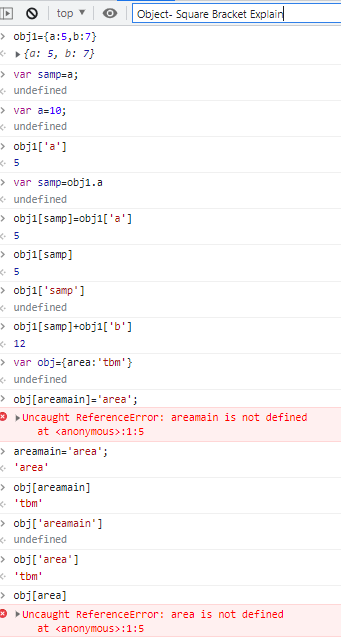 top ▼ Object- Square Bracket Explain
> obj1={a:5,b:7}
<· ▶ {a: 5, b: 7}
> var samp=a;
<· undefined
> var a=10;
<· undefined
> obj1['a']
<· 5
> var samp=obj1.a
<· undefined
> obj1[samp]=obj1['a']
<· 5
> obj1[samp]
<· 5
> obj1['samp']
<· undefined
> obj1[samp]+obj1['b']
<· 12
> var obj={area:'tbm'}
<· undefined
> obj[areamain]='area';
▶Uncaught ReferenceError: areamain is not defined
at <anonymous>:1:5
> areamain='area';
<· 'area'
> obj[areamain]
<· 'tbm'
> obj['areamain']
<· undefined
> obj['area']
<· 'tbm'
> obj[area]
▶Uncaught ReferenceError: area is not defined
at <anonymous>:1:5